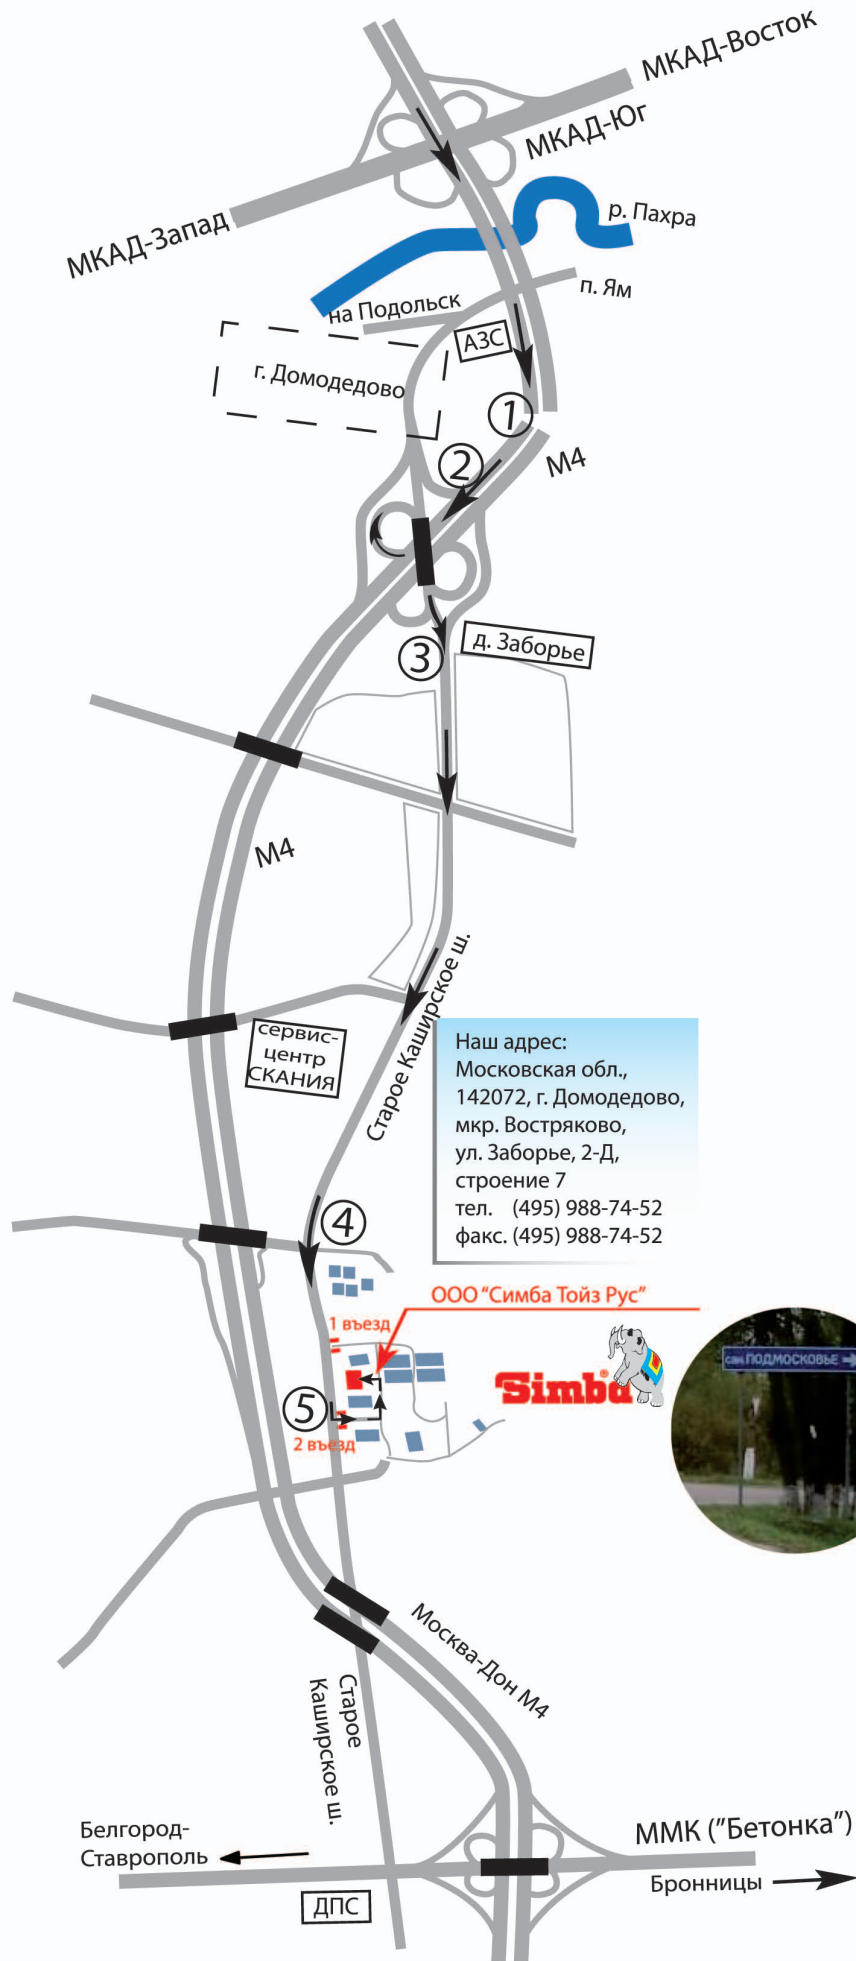 МКАД-Восток
МКАД-Юг
МКАД-Запад
р. Пахра
п. Ям
на Подольск
АЗС
г. Домодедово
1
2
М4
3
д. Заборье
М4
Старое Каширское ш.
сервис-
центр
СКАНИЯ
Наш адрес:
Московская обл.,
142072, г. Домодедово,
мкр. Востряково,
ул. Заборье, 2-Д,
строение 7
тел. (495) 988-74-52
факс. (495) 988-74-52
4
ООО "Симба Тойз Рус"
1 въезд
Simba®
сан. ПОДМОСКОВЬЕ
5
2 въезд
Москва-Дон М4
Старое
Каширское ш.
Белгород-
Ставрополь
ММК ("Бетонка")
Бронницы
ДПС